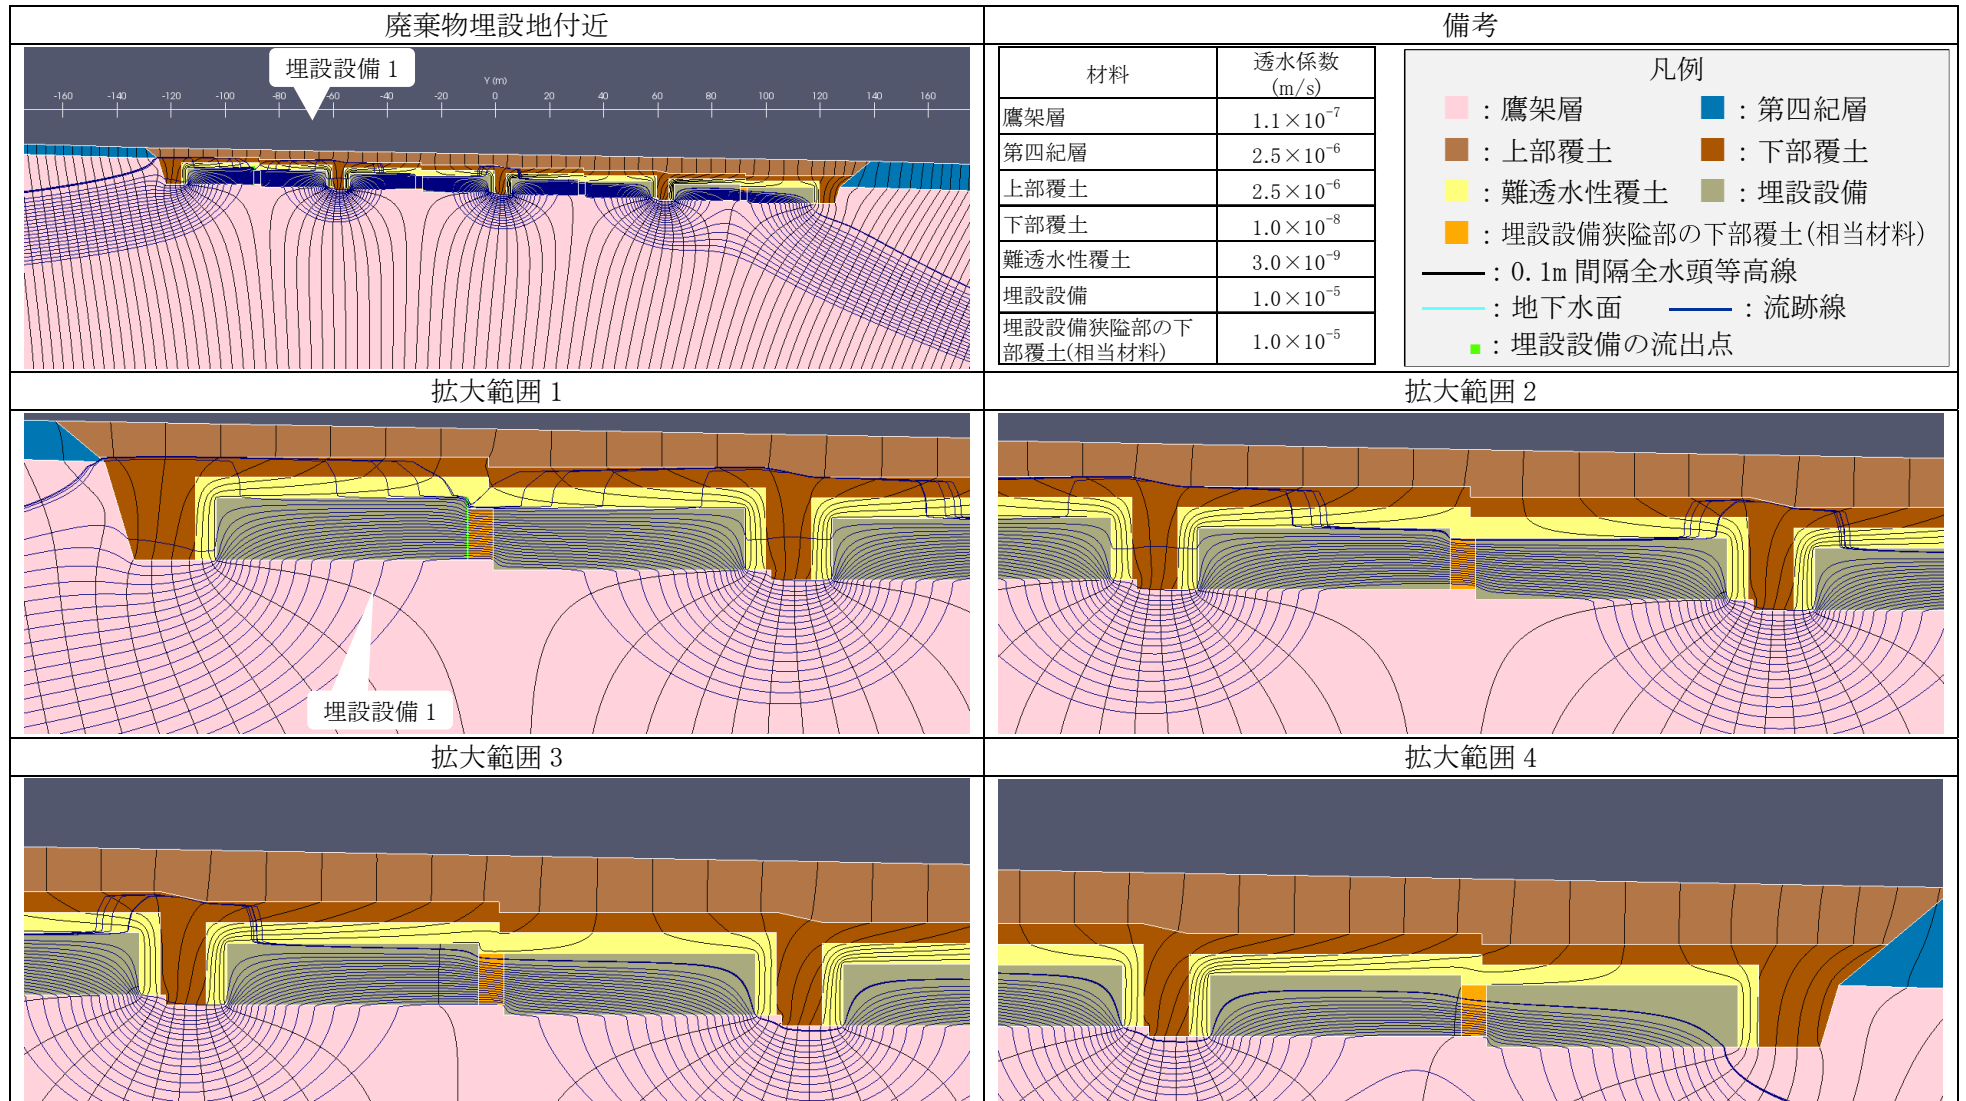 廃棄物埋設地付近
備考
埋設設備 1
Y (m)
-160 -140 -120 -100 -80 -60 -40 -20 0 20 40 60 80 100 120 140 160
材料 透水係数 (m/s)
鷹架層 1.1×10⁻⁷
第四紀層 2.5×10⁻⁶
上部覆土 2.5×10⁻⁶
下部覆土 1.0×10⁻⁸
難透水性覆土 3.0×10⁻⁹
埋設設備 1.0×10⁻⁵
埋設設備狭隘部の下
部覆土(相当材料) 1.0×10⁻⁵
凡例
:鷹架層 :第四紀層
:上部覆土 :下部覆土
:難透水性覆土 :埋設設備
:埋設設備狭隘部の下部覆土(相当材料)
:0.1m 間隔全水頭等高線
:地下水面 :流跡線
:埋設設備の流出点
拡大範囲 1
拡大範囲 2
埋設設備 1
拡大範囲 3
拡大範囲 4